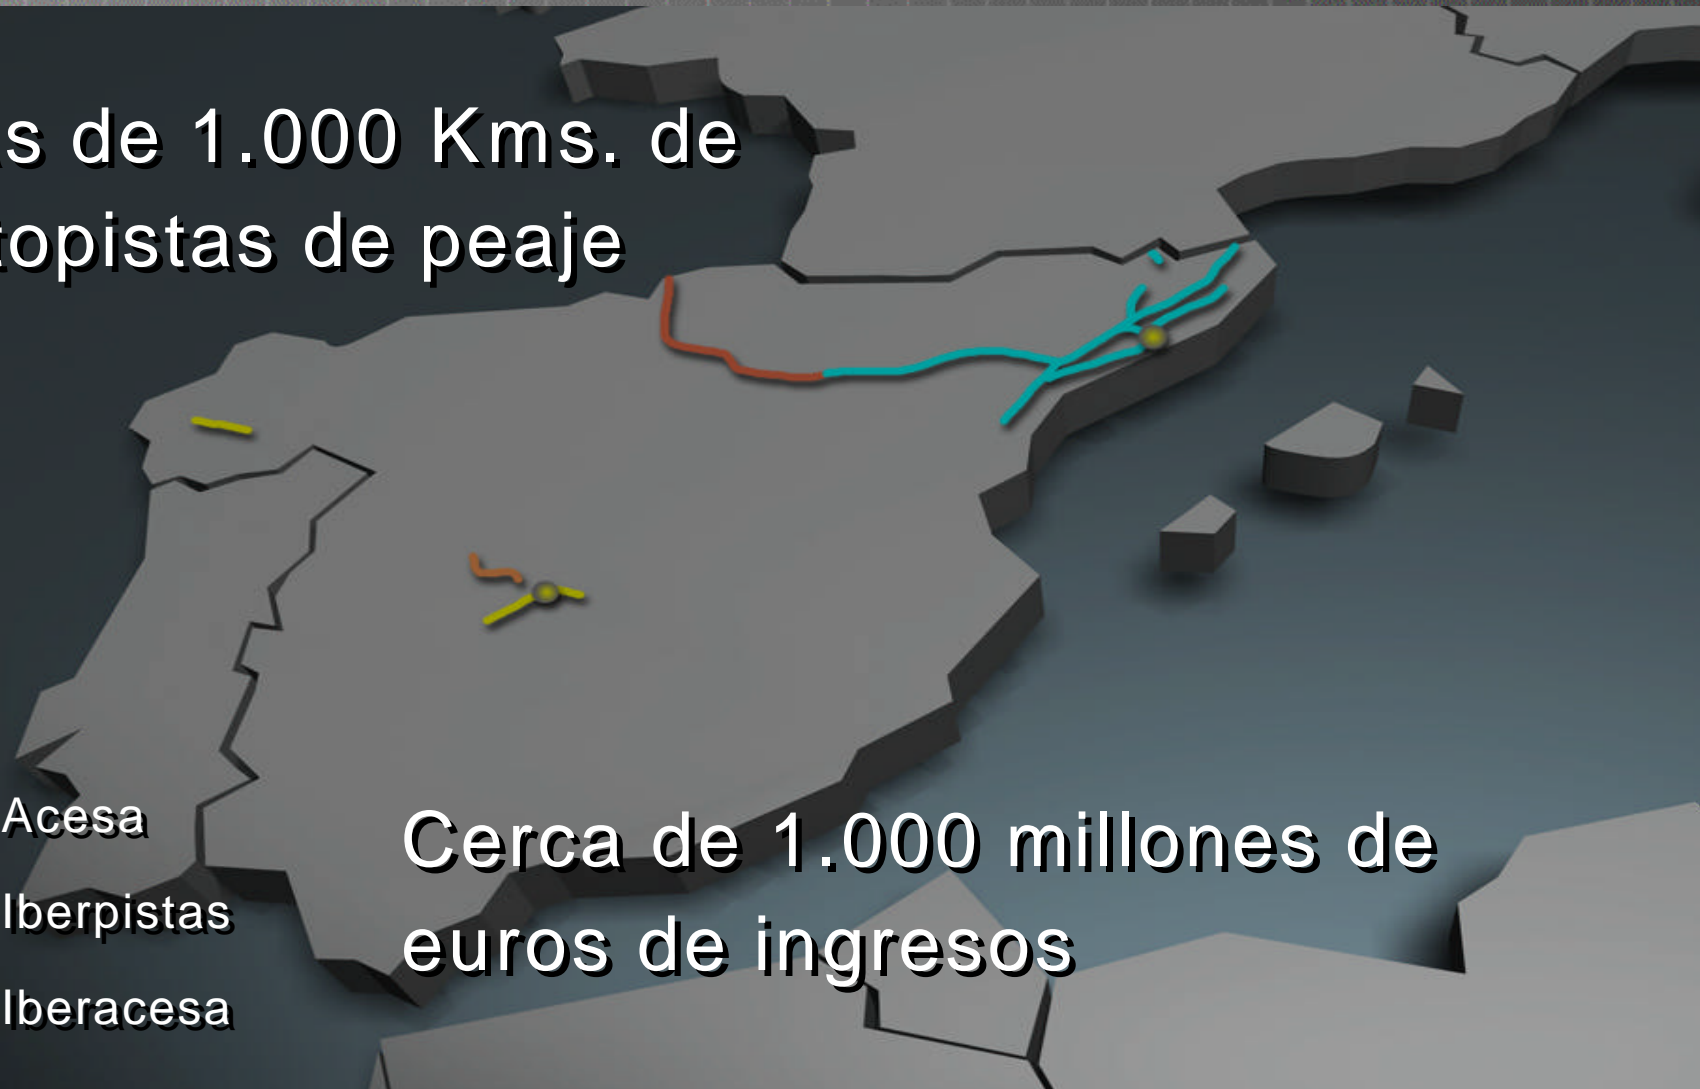 s de 1.000 Kms. de
topistas de peaje
Acesa
Iberpistas
Iberacesa
Cerca de 1.000 millones de
euros de ingresos